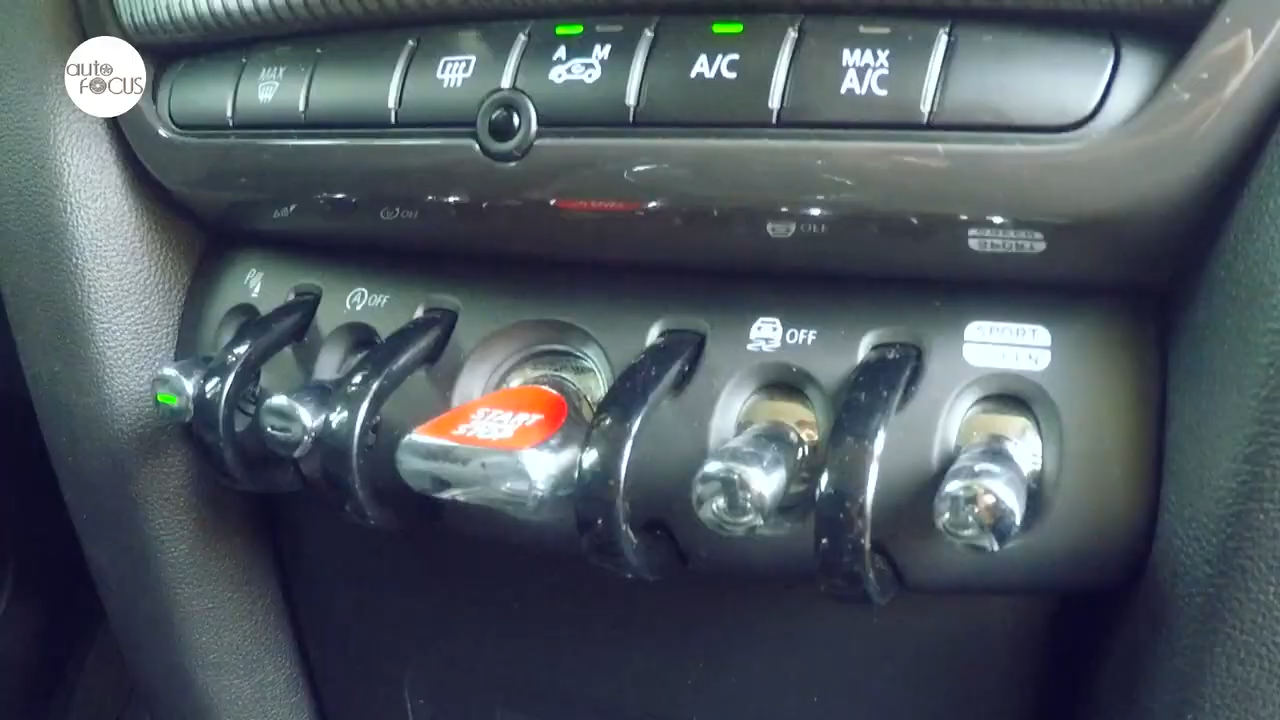 auto
FOCUS
MAX
A M
A/C
MAX
A/C
OFF
P
A OFF
OFF
SPORT
START
STOP